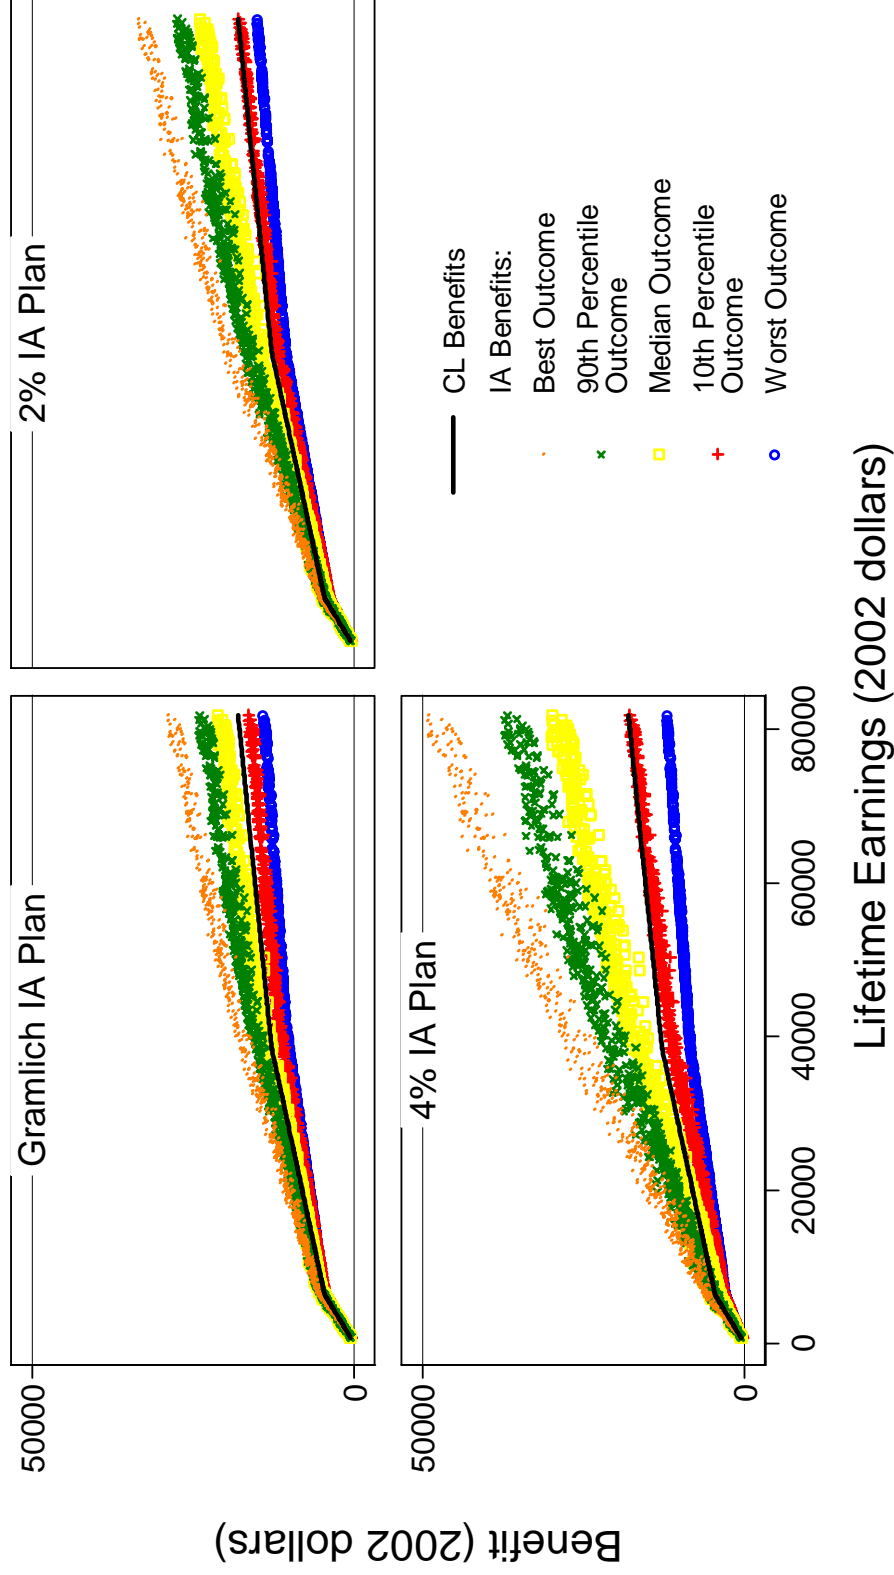 Gramlich IA Plan
2% IA Plan
50000
0
4% IA Plan
50000
0
0
20000
40000
60000
80000
Benefit (2002 dollars)
Lifetime Earnings (2002 dollars)
CL Benefits
IA Benefits:
Best Outcome
90th Percentile
Outcome
Median Outcome
10th Percentile
Outcome
Worst Outcome